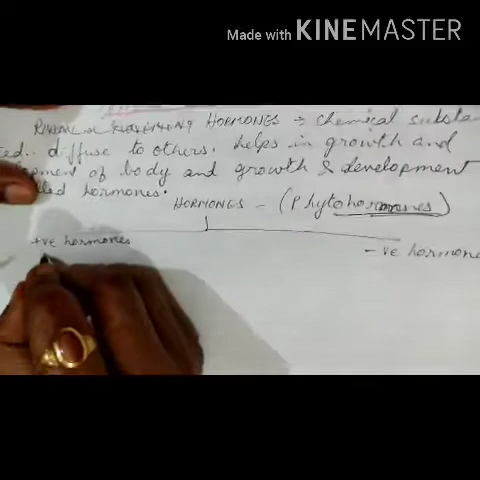 Made with KINEMASTER
HORMONES → chemical substan
diffuse to others. helps in growth and
of body and growth & development
hormones.
HORMONES - (Phytohormones)
+ve hormones
-ve hormone